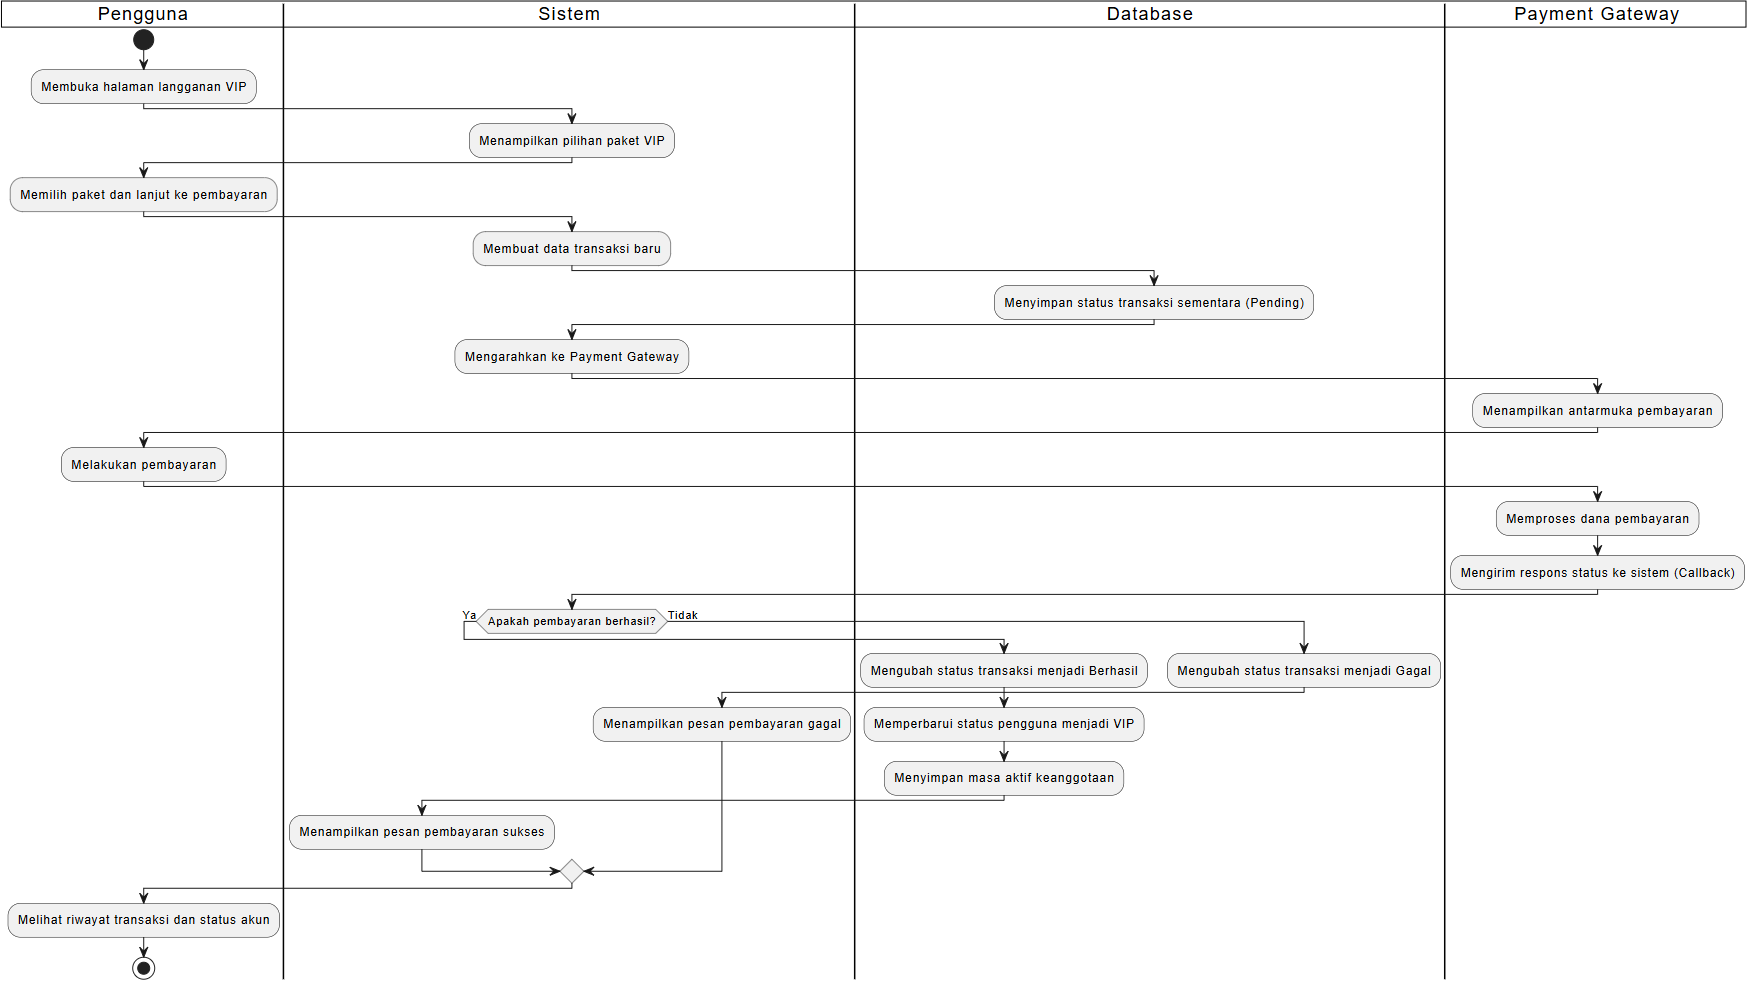 Pengguna
Sistem
Database
Payment Gateway
Membuka halaman langganan VIP
Menampilkan pilihan paket VIP
Memilih paket dan lanjut ke pembayaran
Membuat data transaksi baru
Menyimpan status transaksi sementara (Pending)
Mengarahkan ke Payment Gateway
Menampilkan antarmuka pembayaran
Melakukan pembayaran
Memproses dana pembayaran
Mengirim respons status ke sistem (Callback)
Ya
Apakah pembayaran berhasil?
Tidak
Mengubah status transaksi menjadi Berhasil
Mengubah status transaksi menjadi Gagal
Menampilkan pesan pembayaran gagal
Memperbarui status pengguna menjadi VIP
Menyimpan masa aktif keanggotaan
Menampilkan pesan pembayaran sukses
Melihat riwayat transaksi dan status akun